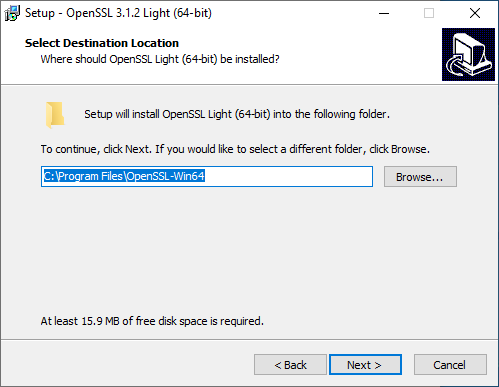 Setup - OpenSSL 3.1.2 Light (64-bit)
Select Destination Location
Where should OpenSSL Light (64-bit) be installed?
Setup will install OpenSSL Light (64-bit) into the following folder.
To continue, click Next. If you would like to select a different folder, click Browse.
C:\Program Files\OpenSSL-Win64
Browse...
At least 15.9 MB of free disk space is required.
< Back
Next >
Cancel